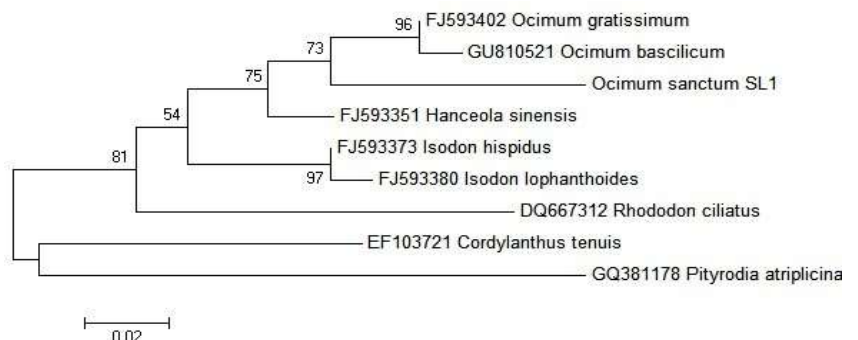 96
FJ593402 Ocimum gratissimum
73
GU810521 Ocimum bascilicum
75
Ocimum sanctum SL1
54
FJ593351 Hanceola sinensis
81
FJ593373 Isodon hispidus
97
FJ593380 Isodon lophanthoides
DQ667312 Rhododon ciliatus
EF103721 Cordylanthus tenuis
GQ381178 Pityrodia atriplicina
0.02